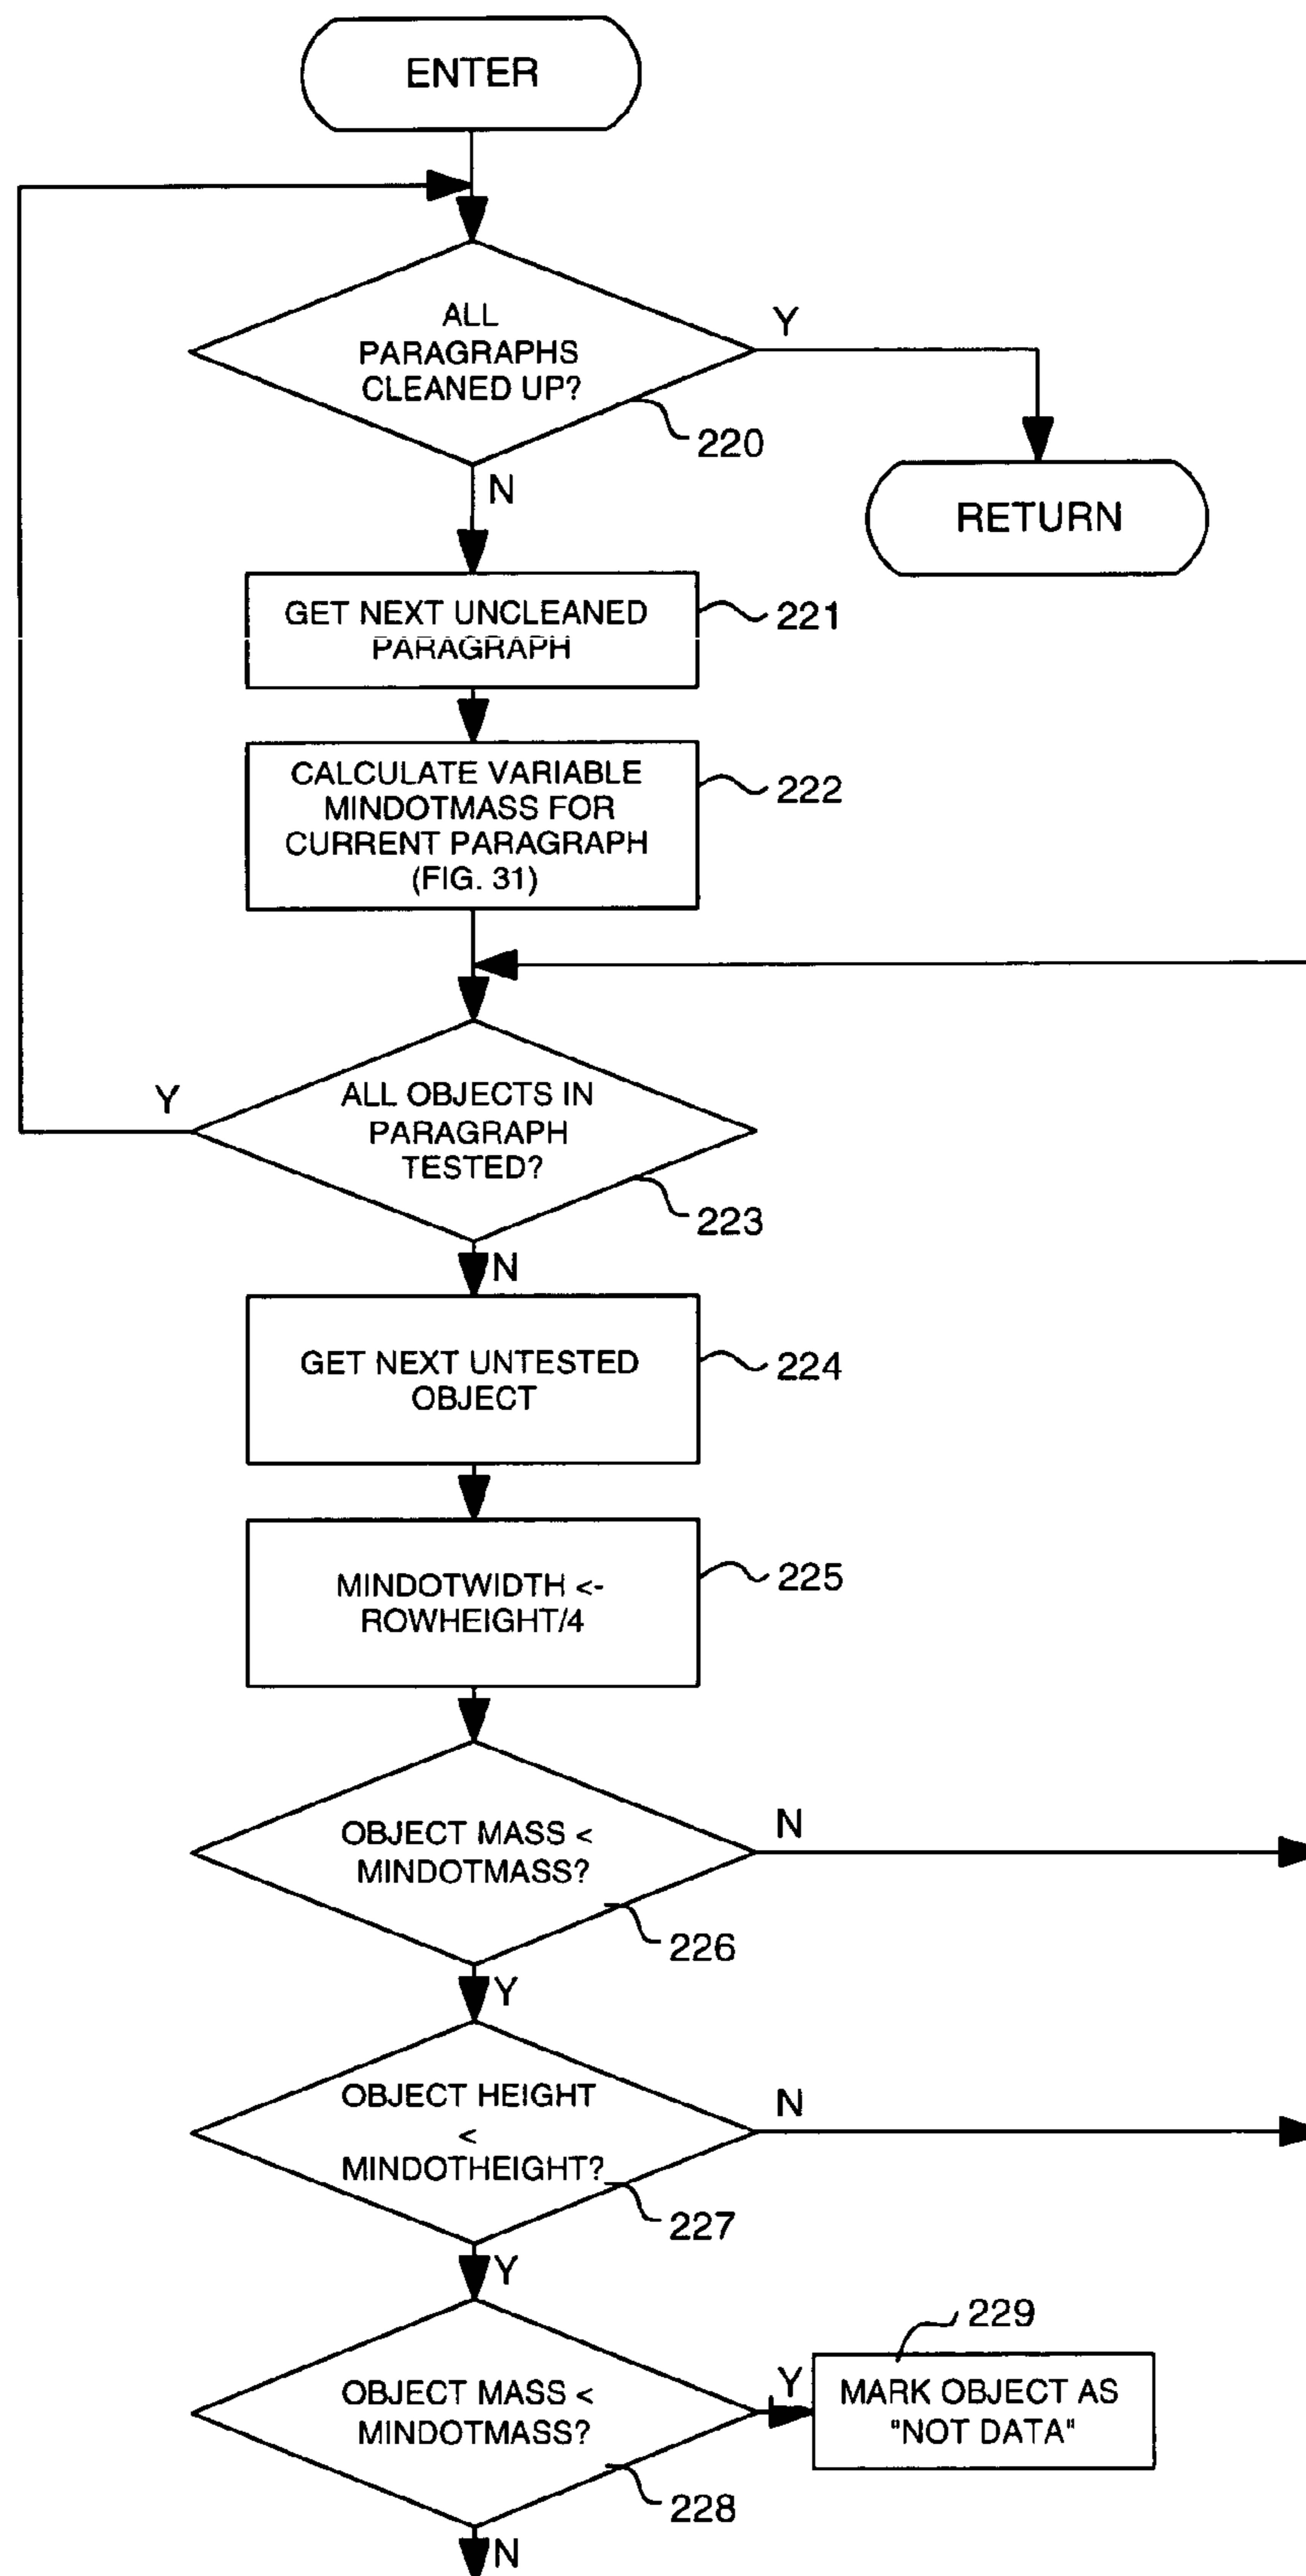 ENTER
ALL
PARAGRAPHS
CLEANED UP?
Y
220
N
RETURN
GET NEXT UNCLEANED
PARAGRAPH
221
CALCULATE VARIABLE
MINDOTMASS FOR
CURRENT PARAGRAPH
(FIG. 31)
222
Y
ALL OBJECTS IN
PARAGRAPH
TESTED?
223
N
GET NEXT UNTESTED
OBJECT
224
MINDOTWIDTH <-
ROWHEIGHT/4
225
OBJECT MASS <
MINDOTMASS?
N
226
Y
OBJECT HEIGHT
<
MINDOTHEIGHT?
N
227
Y
OBJECT MASS <
MINDOTMASS?
228
Y
229
MARK OBJECT AS
"NOT DATA"
N